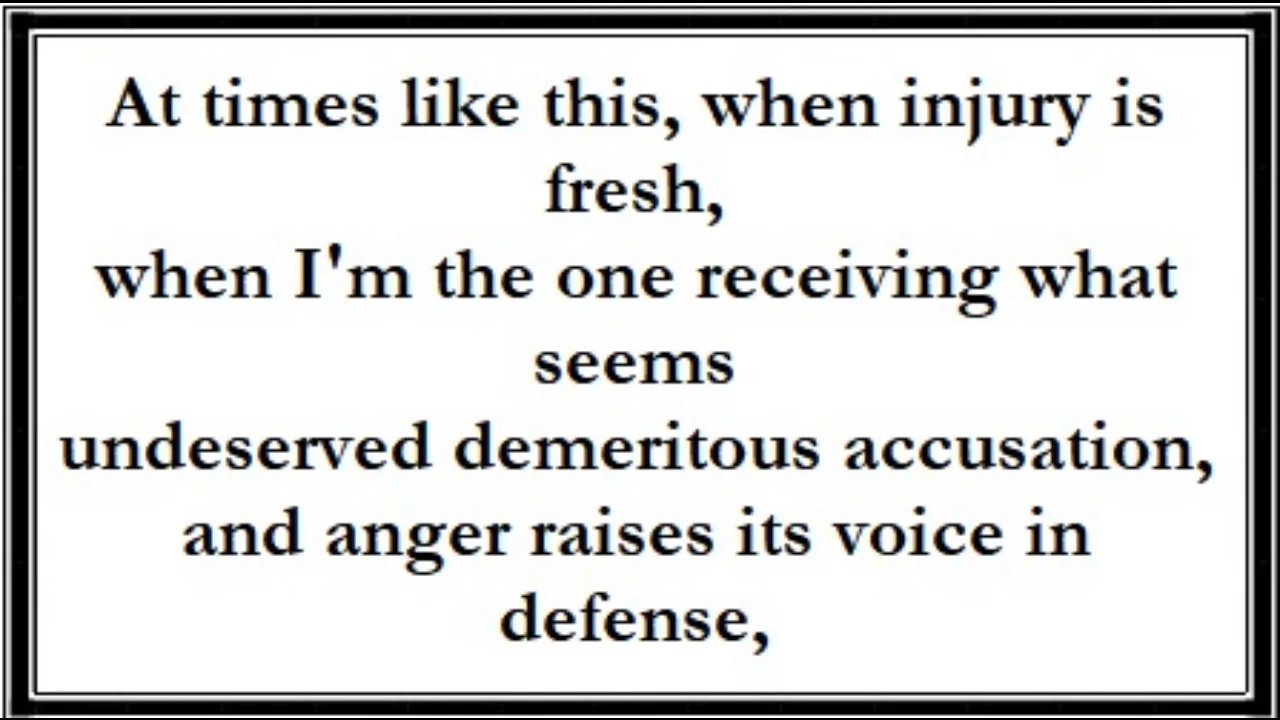 At times like this, when injury is
fresh,
when I'm the one receiving what
seems
undeserved demeritous accusation,
and anger raises its voice in
defense,